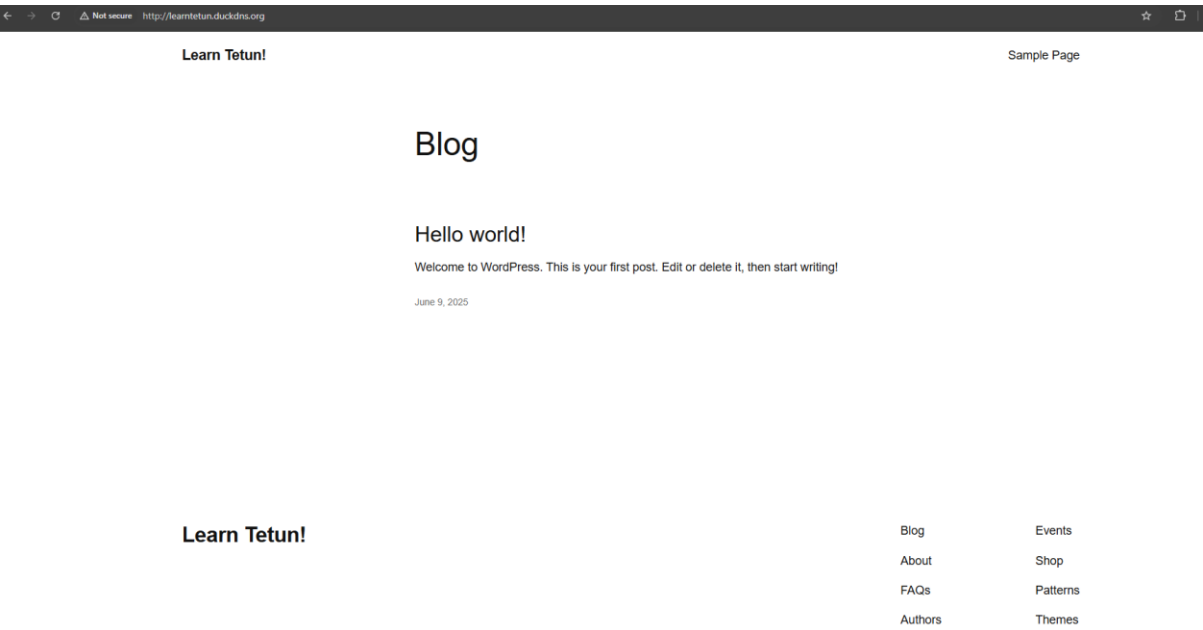 Not secure http://learntetun.duckdns.org
Learn Tetun! Sample Page
Blog
Hello world!
Welcome to WordPress. This is your first post. Edit or delete it, then start writing!
June 9, 2025
Learn Tetun!
Blog Events
About Shop
FAQs Patterns
Authors Themes